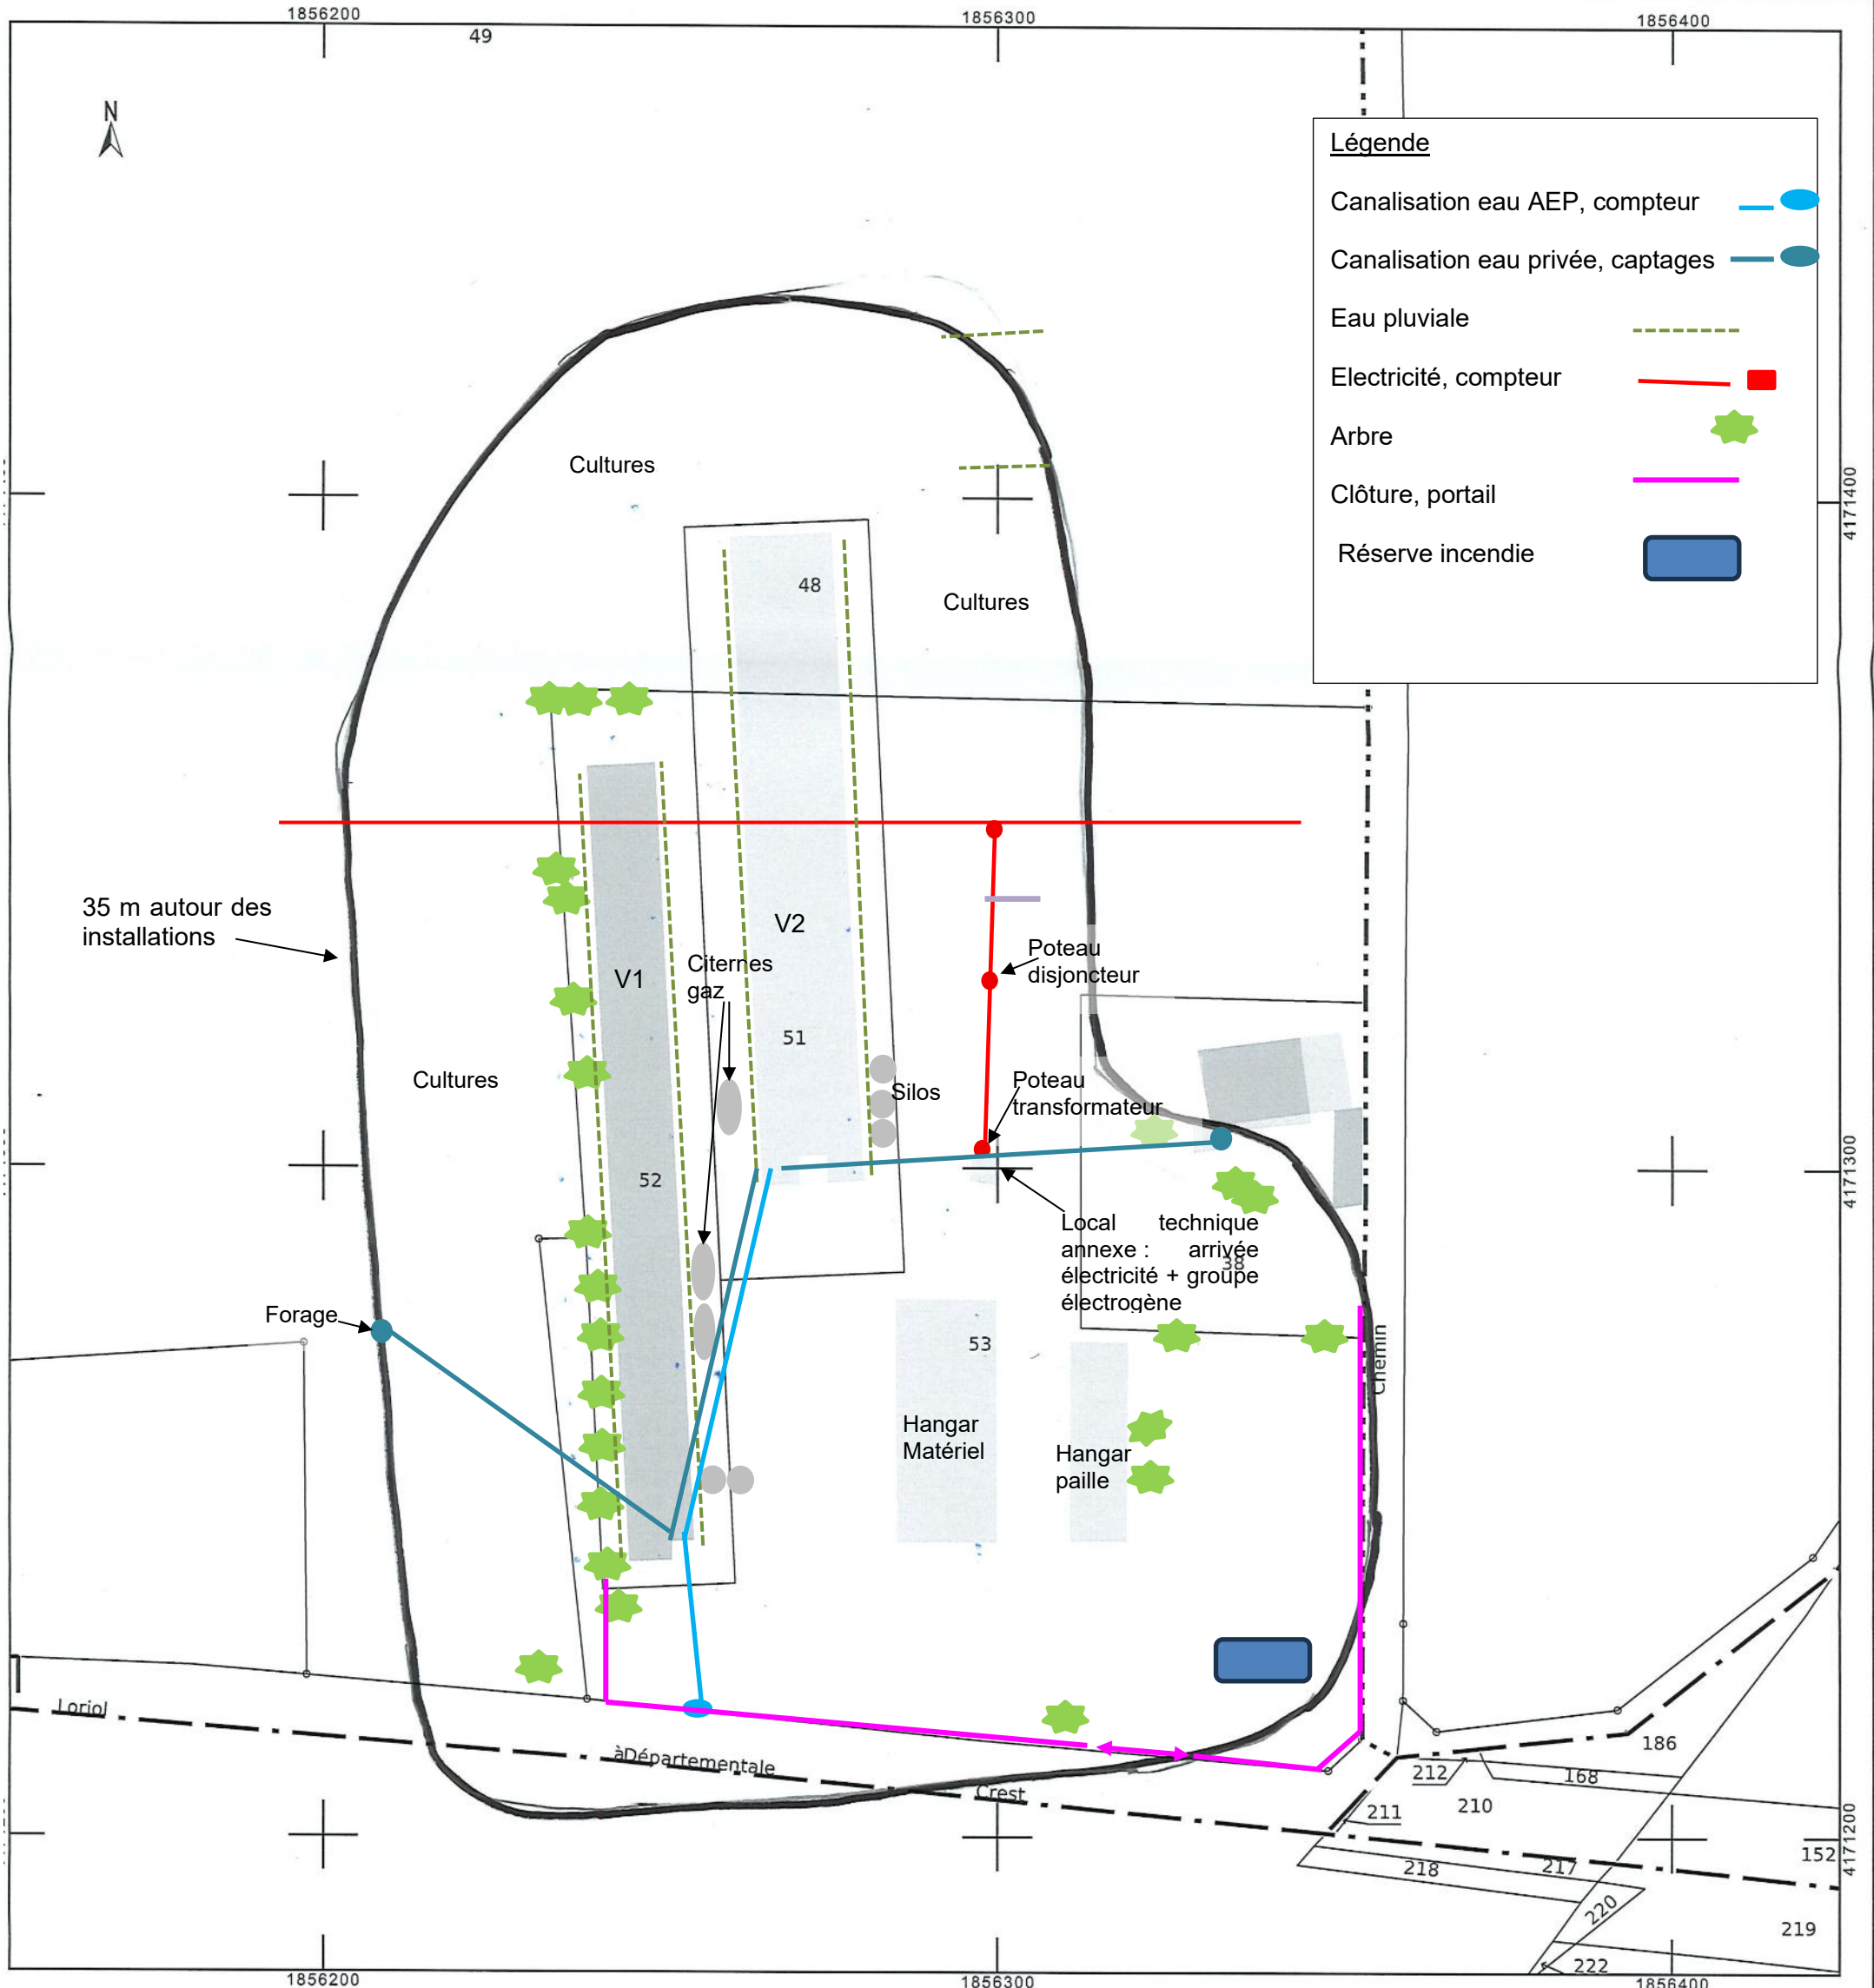 1856200
1856300
1856400
49
N
Légende
Canalisation eau AEP, compteur
Canalisation eau privée, captages
Eau pluviale
Electricité, compteur
Arbre
Clôture, portail
Réserve incendie
Cultures
4171400
48
Cultures
35 m autour des
installations
V2
V1
Citernes
gaz
Poteau
disjoncteur
51
Cultures
Silos
Poteau
transformateur
4171300
52
Local technique
annexe : arrivée
électricité + groupe
électrogène
38
Forage
53
Chemin
Hangar
Matériel
Hangar
paille
Loriol
àDépartementale
Crest
186
212
168
211
210
4171200
152
218
217
220
219
222
1856200
1856300
1856400